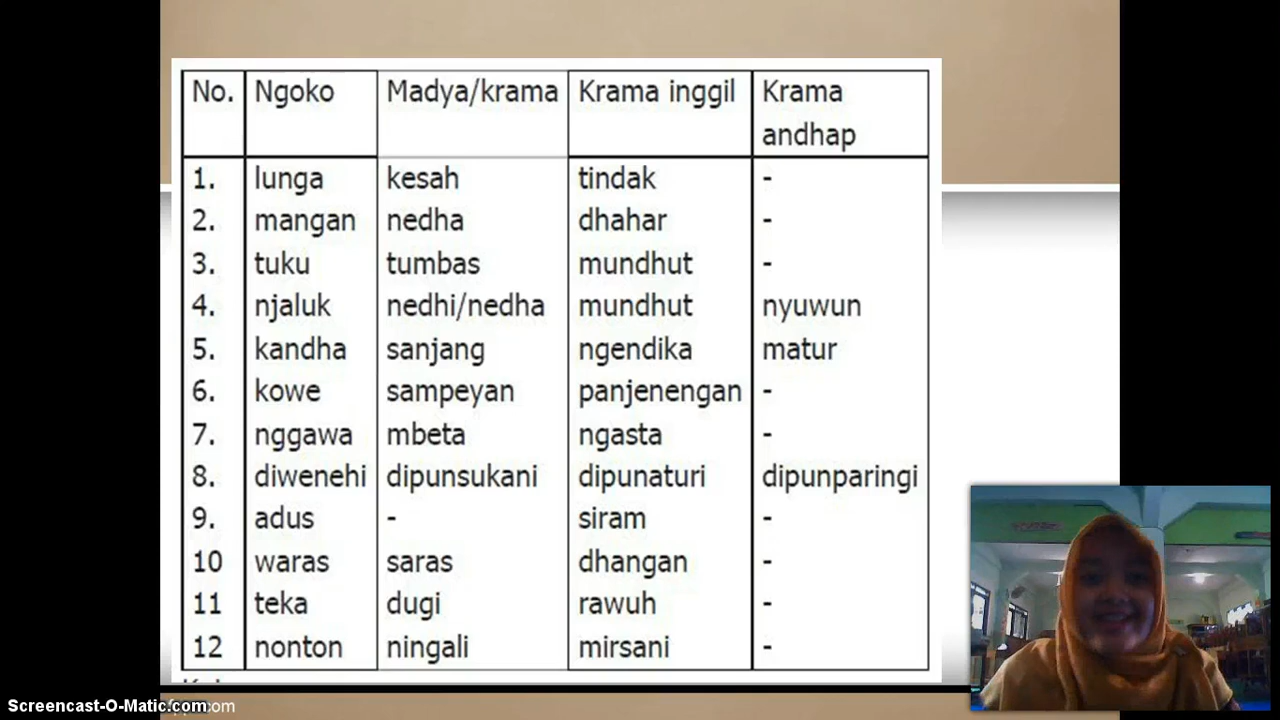 No. Ngoko Madya/krama Krama inggil Krama andhap
1. lunga kesah tindak -
2. mangan nedha dhahar -
3. tuku tumbas mundhut -
4. njaluk nedhi/nedha mundhut nyuwun
5. kandha sanjang ngendika matur
6. kowe sampeyan panjenengan -
7. nggawa mbeta ngasta -
8. diwenehi dipunsukani dipunaturi dipunparingi
9. adus - siram -
10 waras saras dhangan -
11 teka dugi rawuh -
12 nonton ningali mirsani -
Screencast-O-Matic.com